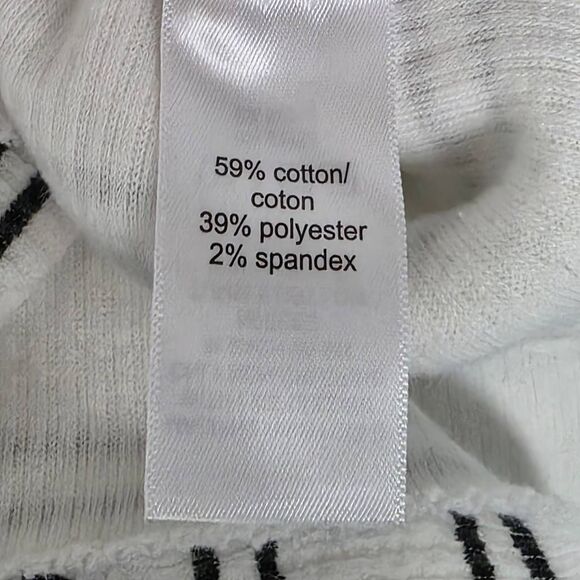 59% cotton/
coton
39% polyester
2% spandex